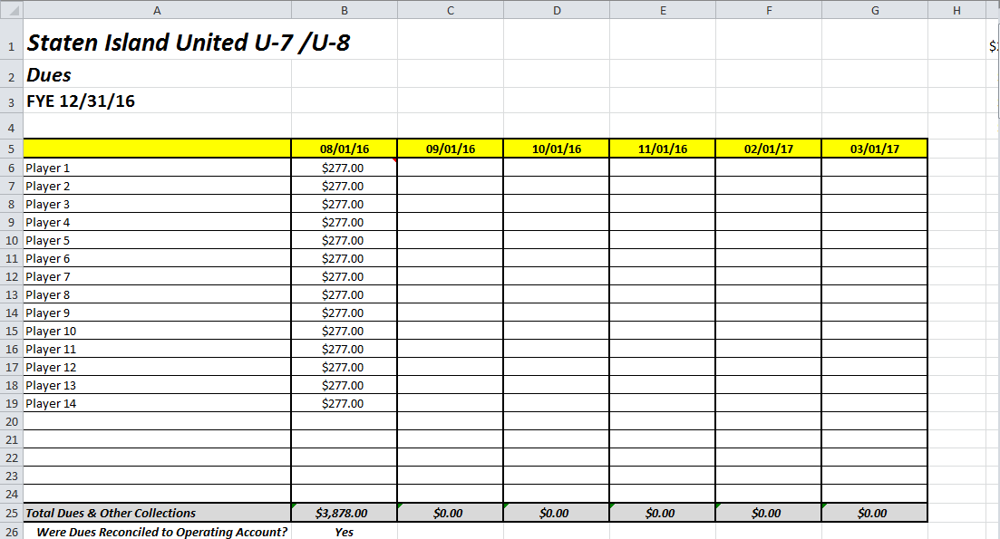 A B C D E F G H
1 Staten Island United U-7 /U-8
2 Dues
3 FYE 12/31/16
4
5 08/01/16 09/01/16 10/01/16 11/01/16 02/01/17 03/01/17
6 Player 1 $277.00
7 Player 2 $277.00
8 Player 3 $277.00
9 Player 4 $277.00
10 Player 5 $277.00
11 Player 6 $277.00
12 Player 7 $277.00
13 Player 8 $277.00
14 Player 9 $277.00
15 Player 10 $277.00
16 Player 11 $277.00
17 Player 12 $277.00
18 Player 13 $277.00
19 Player 14 $277.00
20
21
22
23
24
25 Total Dues & Other Collections $3,878.00 $0.00 $0.00 $0.00 $0.00 $0.00
26 Were Dues Reconciled to Operating Account? Yes